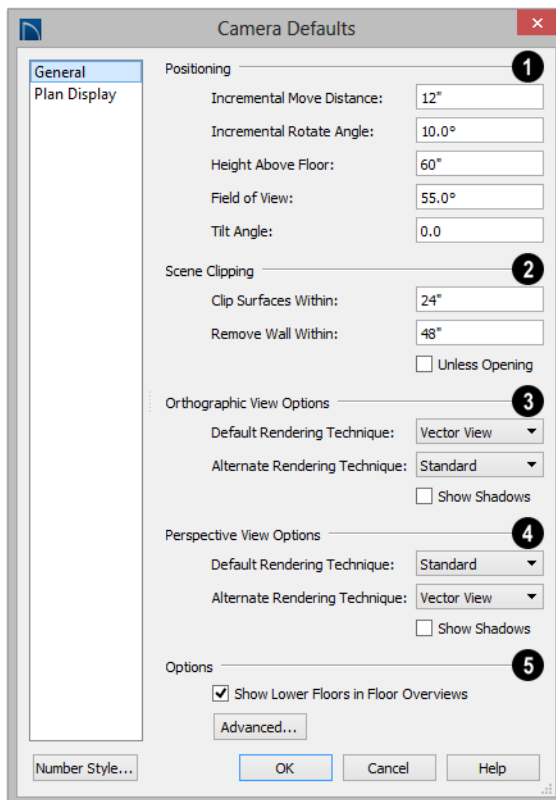 Camera Defaults
General
Plan Display
Positioning 1
Incremental Move Distance: 12"
Incremental Rotate Angle: 10.0°
Height Above Floor: 60"
Field of View: 55.0°
Tilt Angle: 0.0
Scene Clipping 2
Clip Surfaces Within: 24"
Remove Wall Within: 48"
Unless Opening
Orthographic View Options 3
Default Rendering Technique: Vector View
Alternate Rendering Technique: Standard
Show Shadows
Perspective View Options 4
Default Rendering Technique: Standard
Alternate Rendering Technique: Vector View
Show Shadows
Options 5
Show Lower Floors in Floor Overviews
Advanced...
Number Style... OK Cancel Help